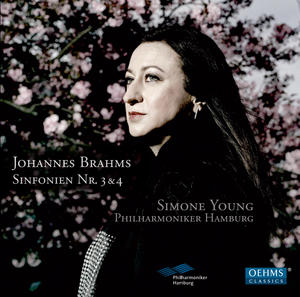 JOHANNES BRAHMS
SINFONIEN NR. 3 & 4
SIMONE YOUNG
PHILHARMONIKER HAMBURG
Philharmoniker
Hamburg
OEHMS
CLASSICS